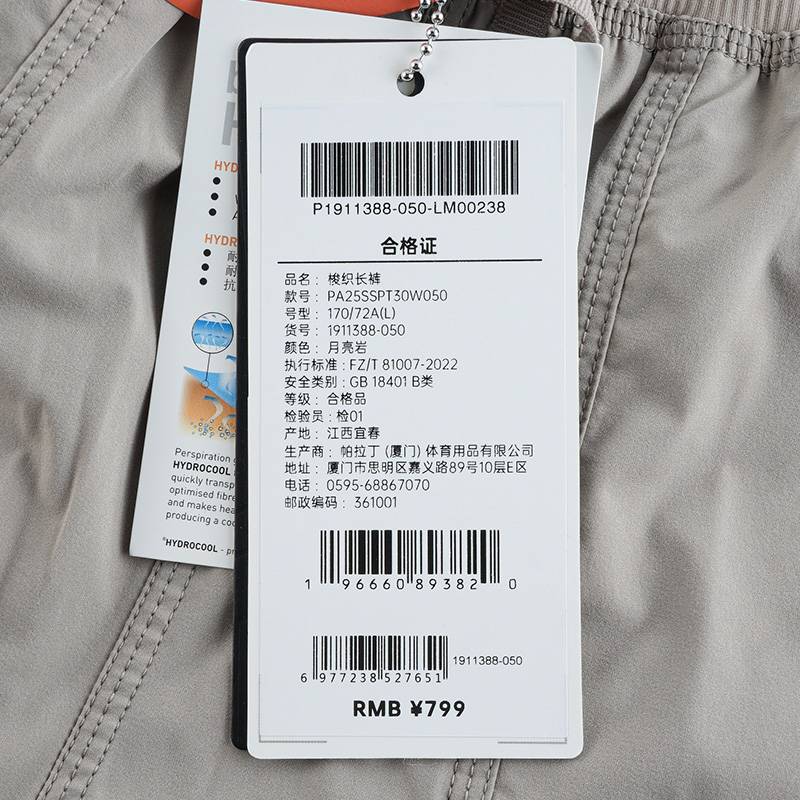 HYD
HYDR
耐
耐
抗
Perspiration
HYDROCOOL
quickly transp
optimised fibre
and makes hea
producing a coo
®HYDROCOOL - pr
P1911388-050-LM00238
合格证
品名: 梭织长裤
款号: PA25SSPT30W050
号型: 170/72A(L)
货号: 1911388-050
颜色: 月亮岩
执行标准: FZ/T 81007-2022
安全类别: GB 18401 B类
等级: 合格品
检验员: 检01
产地: 江西宜春
生产商: 帕拉丁 (厦门) 体育用品有限公司
地址: 厦门市思明区嘉义路89号10层E区
电话: 0595-68867070
邮政编码: 361001
1 96660 89382 0
6 977238 527651
1911388-050
RMB ¥799